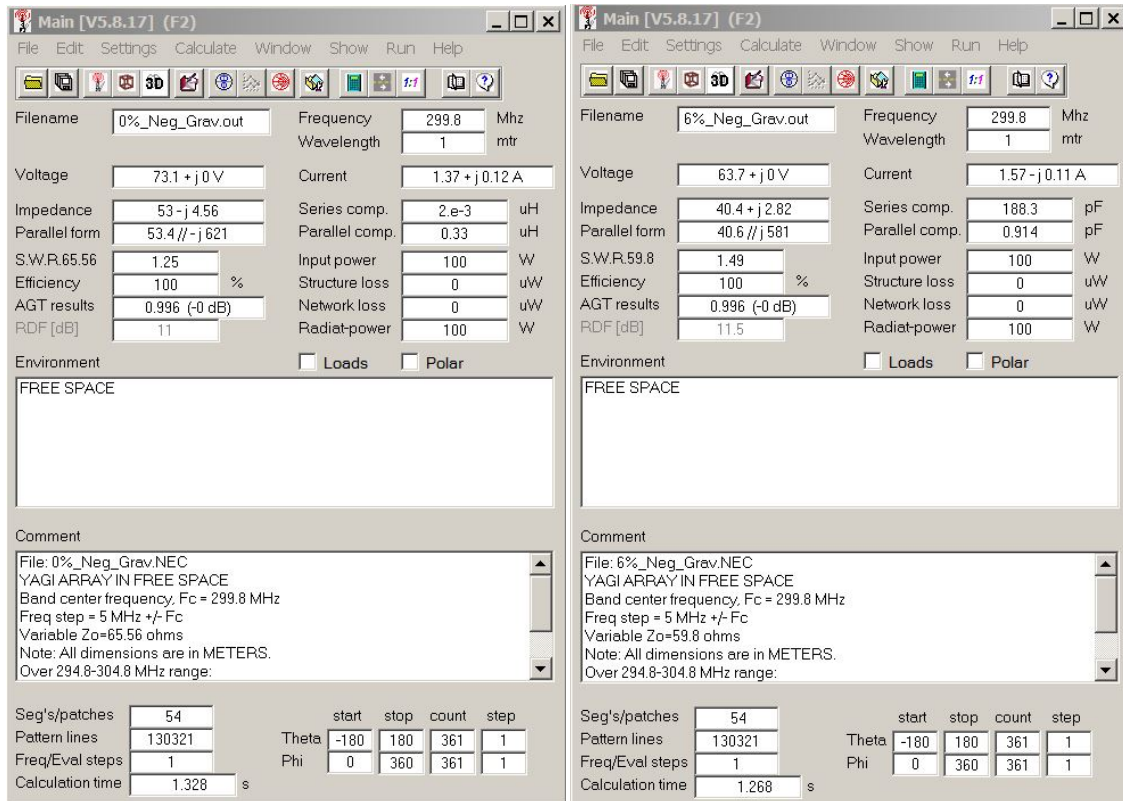 Main [V5.8.17] (F2)
File Edit Settings Calculate Window Show Run Help
3D 1:1
Filename 0%_Neg_Grav.out Frequency 299.8 Mhz
Wavelength 1 mtr
Voltage 73.1 + j 0 V Current 1.37 + j 0.12 A
Impedance 53 - j 4.56 Series comp. 2.e-3 uH
Parallel form 53.4 // - j 621 Parallel comp. 0.33 uH
S.W.R.65.56 1.25 Input power 100 W
Efficiency 100 % Structure loss 0 uW
AGT results 0.996 (-0 dB) Network loss 0 uW
RDF [dB] 11 Radiat-power 100 W
Environment Loads Polar
FREE SPACE
Comment
File: 0%_Neg_Grav.NEC
YAGI ARRAY IN FREE SPACE
Band center frequency, Fc = 299.8 MHz
Freq step = 5 MHz +/- Fc
Variable Zo=65.56 ohms
Note: All dimensions are in METERS.
Over 294.8-304.8 MHz range:
Seg's/patches 54 start stop count step
Pattern lines 130321 Theta -180 180 361 1
Freq/Eval steps 1 Phi 0 360 361 1
Calculation time 1.328 s
Main [V5.8.17] (F2)
File Edit Settings Calculate Window Show Run Help
3D 1:1
Filename 6%_Neg_Grav.out Frequency 299.8 Mhz
Wavelength 1 mtr
Voltage 63.7 + j 0 V Current 1.57 - j 0.11 A
Impedance 40.4 + j 2.82 Series comp. 188.3 pF
Parallel form 40.6 // j 581 Parallel comp. 0.914 pF
S.W.R.59.8 1.49 Input power 100 W
Efficiency 100 % Structure loss 0 uW
AGT results 0.996 (-0 dB) Network loss 0 uW
RDF [dB] 11.5 Radiat-power 100 W
Environment Loads Polar
FREE SPACE
Comment
File: 6%_Neg_Grav.NEC
YAGI ARRAY IN FREE SPACE
Band center frequency, Fc = 299.8 MHz
Freq step = 5 MHz +/- Fc
Variable Zo=59.8 ohms
Note: All dimensions are in METERS.
Over 294.8-304.8 MHz range:
Seg's/patches 54 start stop count step
Pattern lines 130321 Theta -180 180 361 1
Freq/Eval steps 1 Phi 0 360 361 1
Calculation time 1.268 s